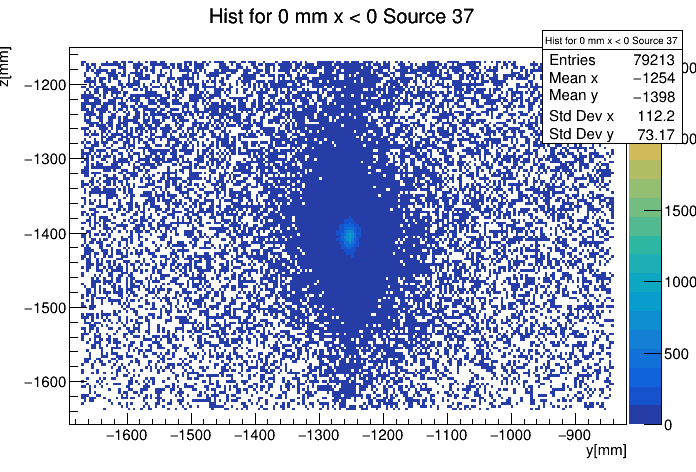 Hist for 0 mm x < 0 Source 37
Hist for 0 mm x < 0 Source 37
Entries 79213
Mean x −1254
Mean y −1398
Std Dev x 112.2
Std Dev y 73.17
z[mm]
−1200
−1300
−1400
−1500
−1600
00
00
1500
1000
500
0
−1600 −1500 −1400 −1300 −1200 −1100 −1000 −900
y[mm]